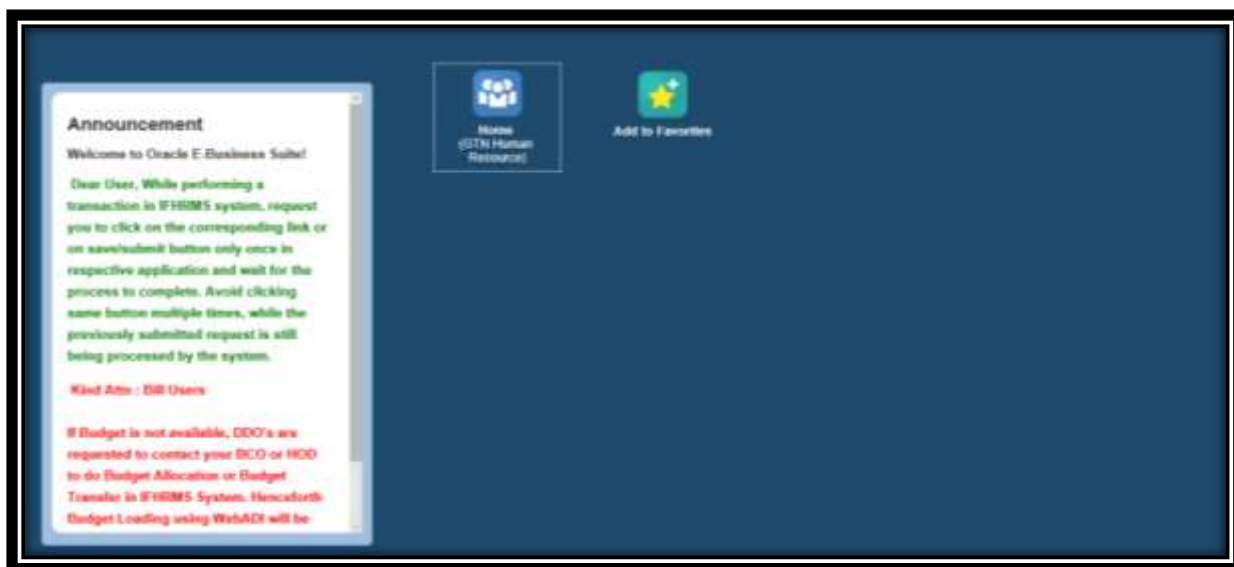 Announcement
Welcome to Oracle E-Business Suite!
Dear User, While performing a
transaction in IFHRMS system, request
you to click on the corresponding link or
on save/submit button only once in
respective application and wait for the
process to complete. Avoid clicking
same button multiple times, while the
previously submitted request is still
being processed by the system.
Kind Attn : Bill Users
If Budget is not available, DDO's are
requested to contact your BCO or HOD
to do Budget Allocation or Budget
Transfer in IFHRMS System. Henceforth
Budget Loading using WebADI will be
Home
(GTN Human
Resource)
Add to Favorites